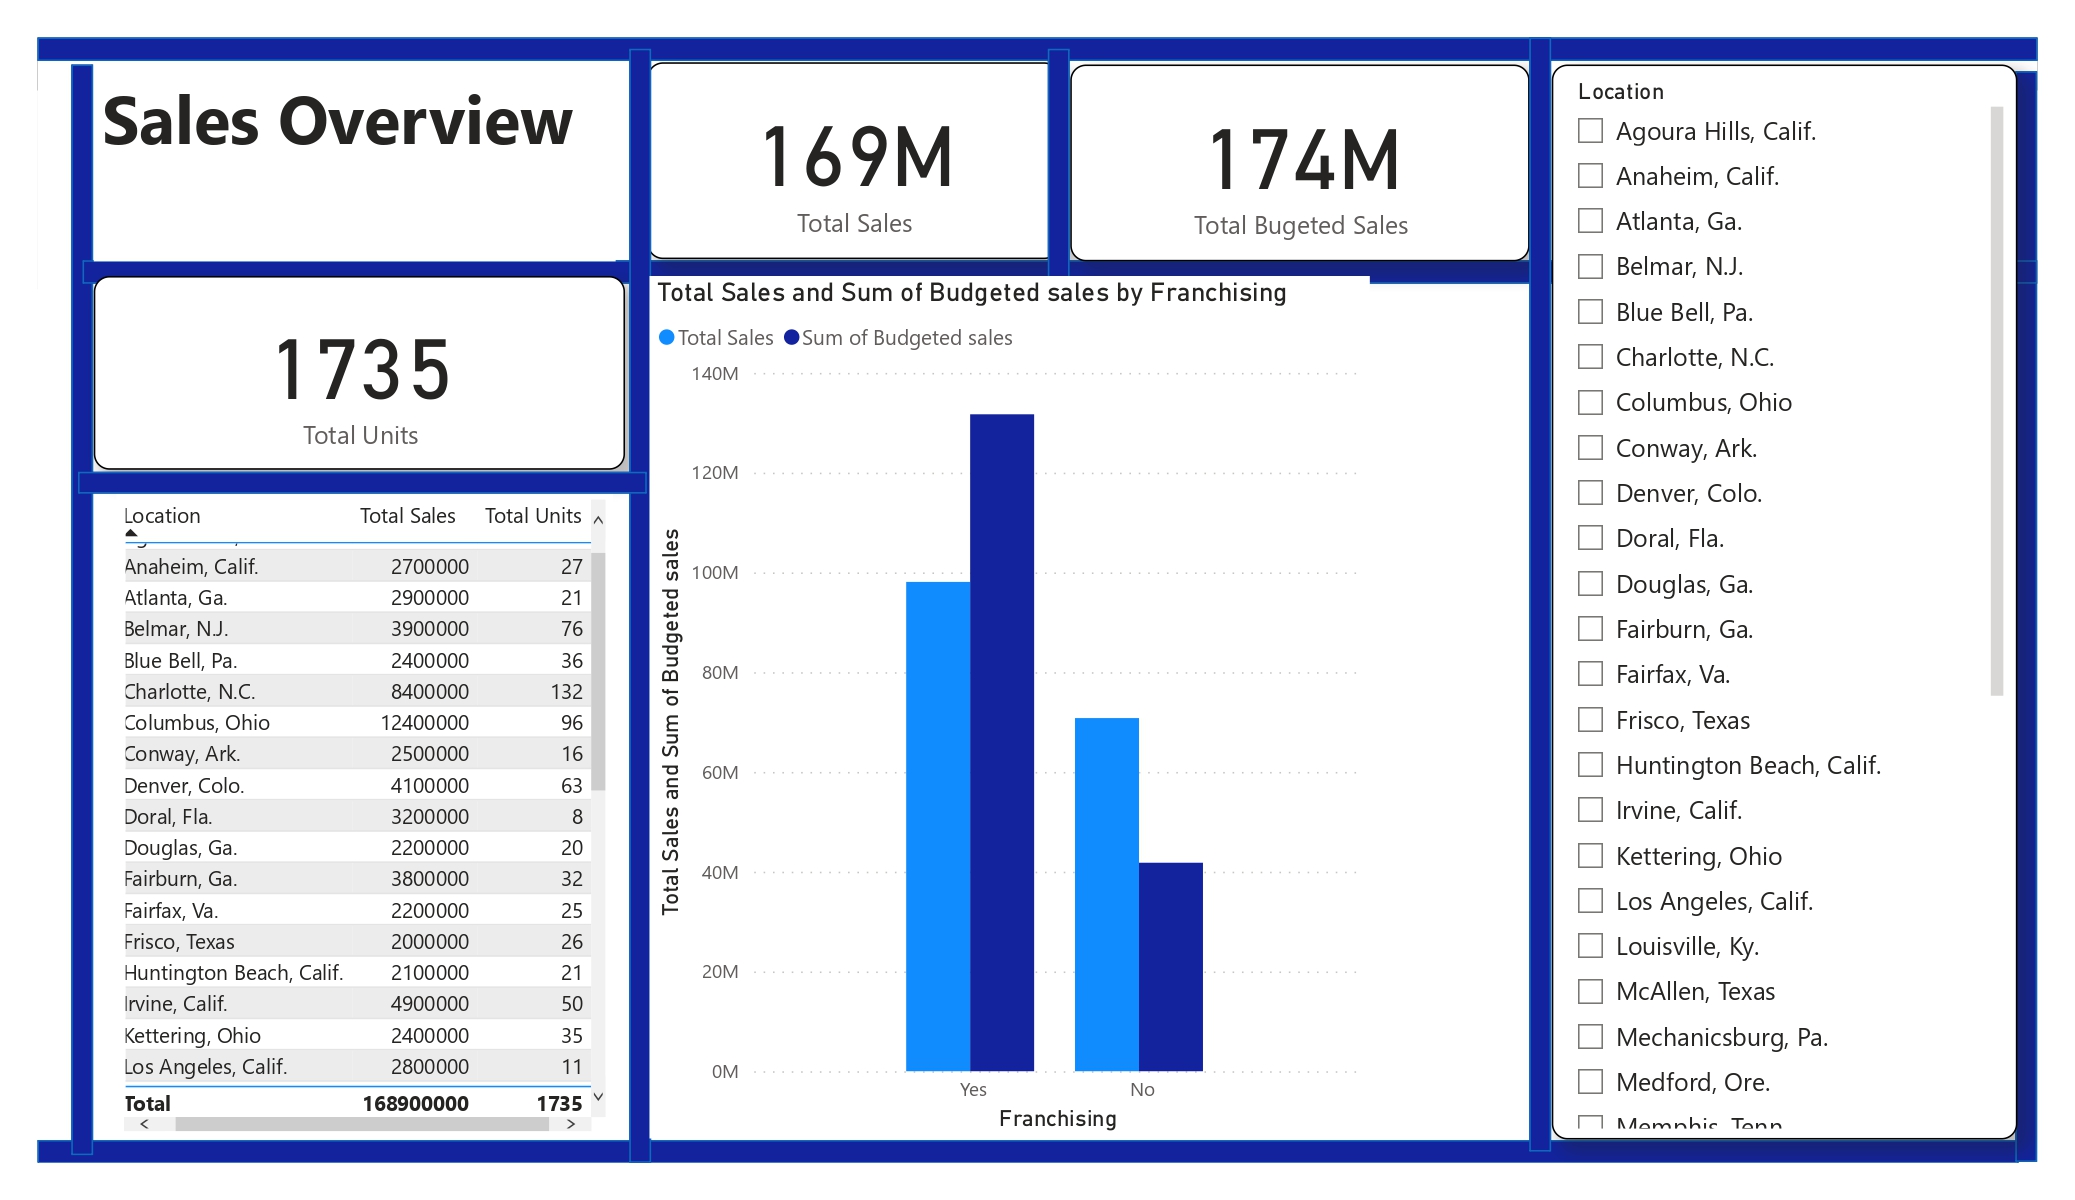 Sales Overview
169M
Total Sales
174M
Total Bugeted Sales
1735
Total Units
Location Total Sales Total Units
Anaheim, Calif. 2700000 27
Atlanta, Ga. 2900000 21
Belmar, N.J. 3900000 76
Blue Bell, Pa. 2400000 36
Charlotte, N.C. 8400000 132
Columbus, Ohio 12400000 96
Conway, Ark. 2500000 16
Denver, Colo. 4100000 63
Doral, Fla. 3200000 8
Douglas, Ga. 2200000 20
Fairburn, Ga. 3800000 32
Fairfax, Va. 2200000 25
Frisco, Texas 2000000 26
Huntington Beach, Calif. 2100000 21
Irvine, Calif. 4900000 50
Kettering, Ohio 2400000 35
Los Angeles, Calif. 2800000 11
Total 168900000 1735
Total Sales and Sum of Budgeted sales by Franchising
Total Sales Sum of Budgeted sales
Total Sales and Sum of Budgeted sales
140M
120M
100M
80M
60M
40M
20M
0M
Yes No
Franchising
Location
Agoura Hills, Calif.
Anaheim, Calif.
Atlanta, Ga.
Belmar, N.J.
Blue Bell, Pa.
Charlotte, N.C.
Columbus, Ohio
Conway, Ark.
Denver, Colo.
Doral, Fla.
Douglas, Ga.
Fairburn, Ga.
Fairfax, Va.
Frisco, Texas
Huntington Beach, Calif.
Irvine, Calif.
Kettering, Ohio
Los Angeles, Calif.
Louisville, Ky.
McAllen, Texas
Mechanicsburg, Pa.
Medford, Ore.
Memphis, Tenn.